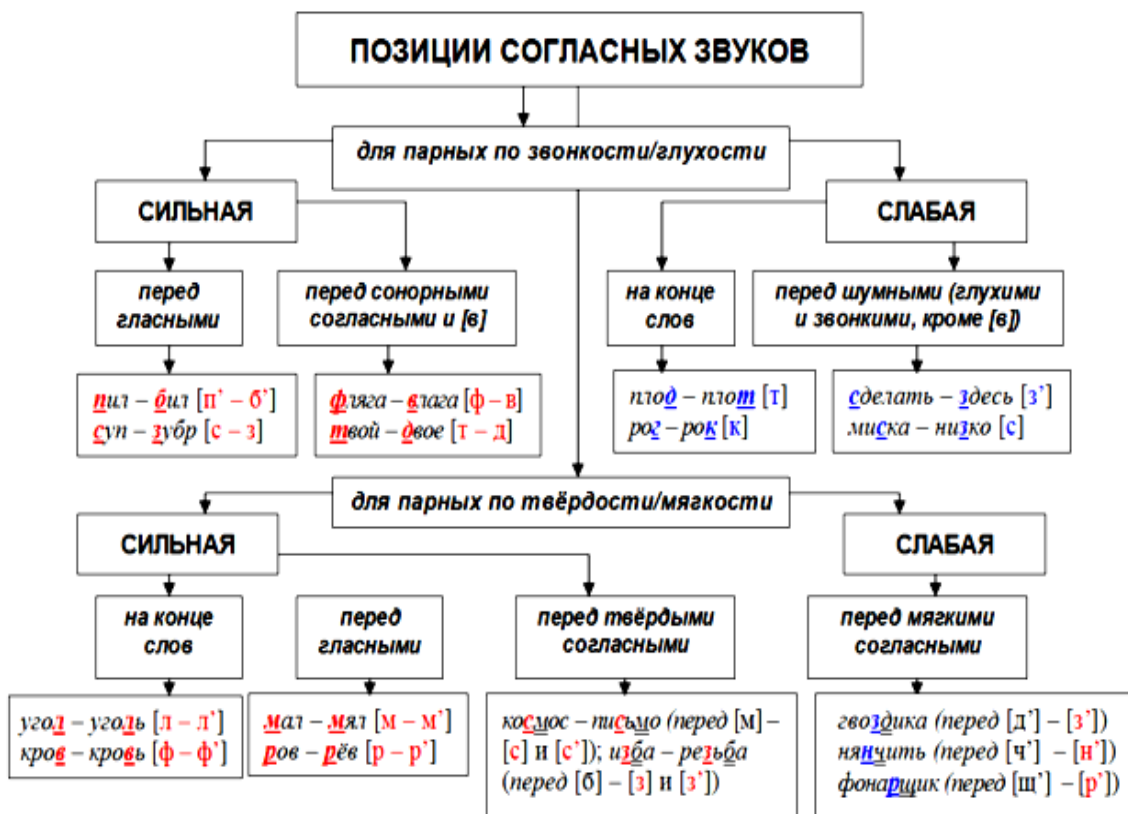 ПОЗИЦИИ СОГЛАСНЫХ ЗВУКОВ
для парных по звонкости/глухости
СИЛЬНАЯ
СЛАБАЯ
перед
гласными
перед сонорными
согласными и [в]
на конце
слов
перед шумными (глухими
и звонкими, кроме [в])
пил – бил [п’ – б’]
суп – зубр [с – з]
фляга – влага [ф – в]
твой – двое [т – д]
плод – плот [т]
рог – рок [к]
сделать – здесь [з’]
миска – низко [с]
для парных по твёрдости/мягкости
СИЛЬНАЯ
СЛАБАЯ
на конце
слов
перед
гласными
перед твёрдыми
согласными
перед мягкими
согласными
угол – уголь [л – л’]
кров – кровь [ф – ф’]
мал – мял [м – м’]
ров – рёв [р – р’]
космос – письмо (перед [м] –
[с] и [с’]); изба – резьба
(перед [б] – [з] и [з’])
гвоздика (перед [д’] – [з’])
нянчить (перед [ч’] – [н’]
фонарщик (перед [щ’] – [р’]